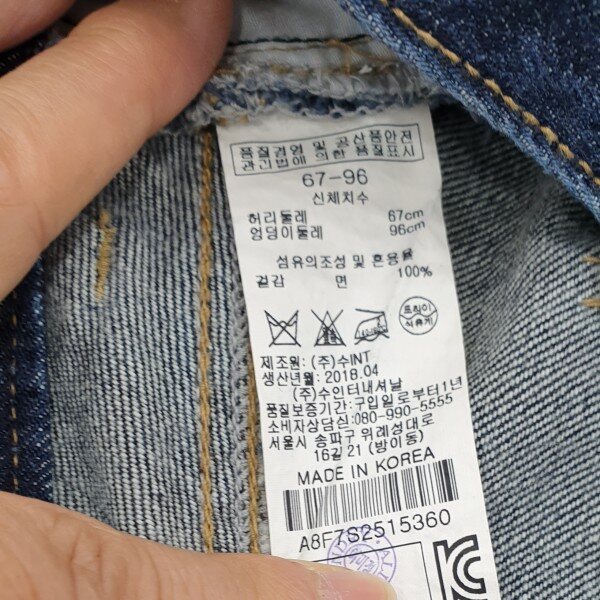 품질경영 및 공산품안전
관리법에 의한 품질표시
67-96
신체치수
허리둘레 67cm
엉덩이둘레 96cm
섬유의조성 및 혼용율
겉감 면 100%
드라이
석유계
제조원: (주)수INT
생산년월: 2018.04
(주)수인터내셔날
품질보증기간: 구입일로부터1년
소비자상담실:080-990-5555
서울시 송파구 위례성대로
16길 21 (방이동)
MADE IN KOREA
A8F7S2515360